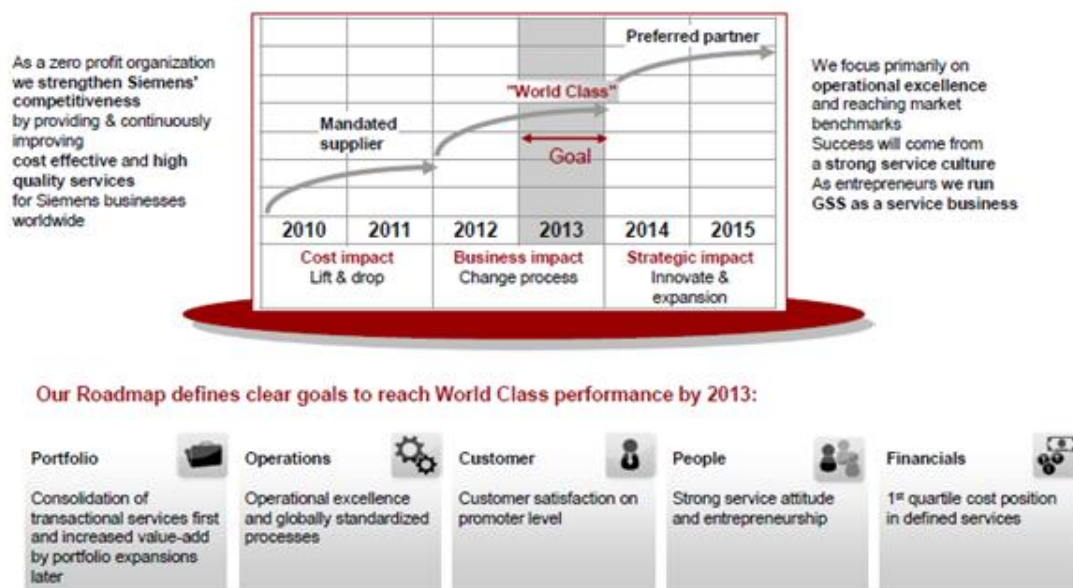 As a zero profit organization
we strengthen Siemens'
competitiveness
by providing & continuously
improving
cost effective and high
quality services
for Siemens businesses
worldwide
Preferred partner
"World Class"
Mandated
supplier
Goal
2010 2011 2012 2013 2014 2015
Cost impact Business impact Strategic impact
Lift & drop Change process Innovate &
expansion
We focus primarily on
operational excellence
and reaching market
benchmarks
Success will come from
a strong service culture
As entrepreneurs we run
GSS as a service business
Our Roadmap defines clear goals to reach World Class performance by 2013:
Portfolio
Consolidation of
transactional services first
and increased value-add
by portfolio expansions
later
Operations
Operational excellence
and globally standardized
processes
Customer
Customer satisfaction on
promoter level
People
Strong service attitude
and entrepreneurship
Financials
1st quartile cost position
in defined services